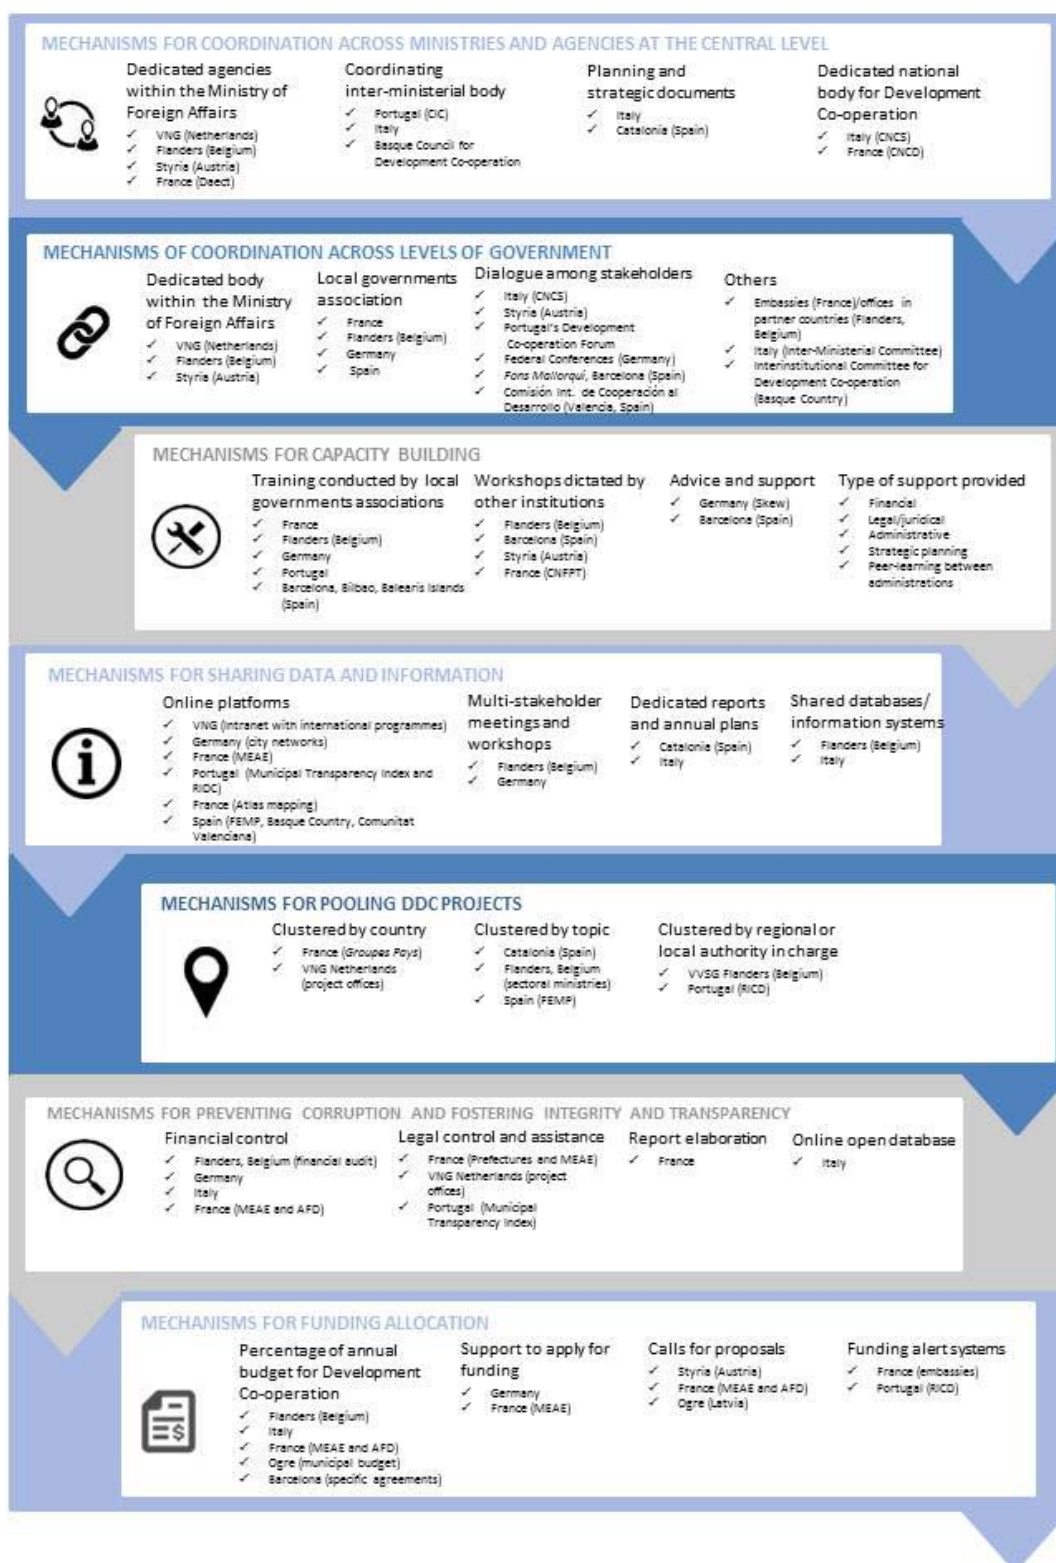 MECHANISMS FOR COORDINATION ACROSS MINISTRIES AND AGENCIES AT THE CENTRAL LEVEL
Dedicated agencies
within the Ministry of
Foreign Affairs
✓ VNG (Netherlands)
✓ Flanders (Belgium)
✓ Styria (Austria)
✓ France (Daect)
Coordinating
inter-ministerial body
✓ Portugal (CIC)
✓ Italy
✓ Basque Council for
Development Co-operation
Planning and
strategic documents
✓ Italy
✓ Catalonia (Spain)
Dedicated national
body for Development
Co-operation
✓ Italy (CNCS)
✓ France (CNCD)
MECHANISMS OF COORDINATION ACROSS LEVELS OF GOVERNMENT
Dedicated body
within the Ministry
of Foreign Affairs
✓ VNG (Netherlands)
✓ Flanders (Belgium)
✓ Styria (Austria)
Local governments
association
✓ France
✓ Flanders (Belgium)
✓ Germany
✓ Spain
Dialogue among stakeholders
✓ Italy (CNCS)
✓ Styria (Austria)
✓ Portugal's Development
Co-operation Forum
✓ Federal Conferences (Germany)
✓ Fons Mallorquí, Barcelona (Spain)
✓ Comisión Int. de Cooperación al
Desarrollo (Valencia, Spain)
Others
✓ Embassies (France)/offices in
partner countries (Flanders,
Belgium)
✓ Italy (Inter-Ministerial Committee)
✓ Interinstitutional Committee for
Development Co-operation
(Basque Country)
MECHANISMS FOR CAPACITY BUILDING
Training conducted by local
governments associations
✓ France
✓ Flanders (Belgium)
✓ Germany
✓ Portugal
✓ Barcelona, Bilbao, Balearis Islands
(Spain)
Workshops dictated by
other institutions
✓ Flanders (Belgium)
✓ Barcelona (Spain)
✓ Styria (Austria)
✓ France (CNFPT)
Advice and support
✓ Germany (Skew)
✓ Barcelona (Spain)
Type of support provided
✓ Financial
✓ Legal/juridical
✓ Administrative
✓ Strategic planning
✓ Peer-learning between
administrations
MECHANISMS FOR SHARING DATA AND INFORMATION
Online platforms
✓ VNG (Intranet with international programmes)
✓ Germany (city networks)
✓ France (MEAE)
✓ Portugal (Municipal Transparency Index and
RIDC)
✓ France (Atlas mapping)
✓ Spain (FEMP, Basque Country, Comunitat
Valenciana)
Multi-stakeholder
meetings and
workshops
✓ Flanders (Belgium)
✓ Germany
Dedicated reports
and annual plans
✓ Catalonia (Spain)
✓ Italy
Shared databases/
information systems
✓ Flanders (Belgium)
✓ Italy
MECHANISMS FOR POOLING DDC PROJECTS
Clustered by country
✓ France (Groupes Pays)
✓ VNG Netherlands
(project offices)
Clustered by topic
✓ Catalonia (Spain)
✓ Flanders, Belgium
(sectoral ministries)
✓ Spain (FEMP)
Clustered by regional or
local authority in charge
✓ VVSG Flanders (Belgium)
✓ Portugal (RICD)
MECHANISMS FOR PREVENTING CORRUPTION AND FOSTERING INTEGRITY AND TRANSPARENCY
Financial control
✓ Flanders, Belgium (financial audit)
✓ Germany
✓ Italy
✓ France (MEAE and AFD)
Legal control and assistance
✓ France (Prefectures and MEAE)
✓ VNG Netherlands (project
offices)
✓ Portugal (Municipal
Transparency Index)
Report elaboration
✓ France
Online open database
✓ Italy
MECHANISMS FOR FUNDING ALLOCATION
Percentage of annual
budget for Development
Co-operation
✓ Flanders (Belgium)
✓ Italy
✓ France (MEAE and AFD)
✓ Ogre (municipal budget)
✓ Barcelona (specific agreements)
Support to apply for
funding
✓ Germany
✓ France (MEAE)
Calls for proposals
✓ Styria (Austria)
✓ France (MEAE and AFD)
✓ Ogre (Latvia)
Funding alert systems
✓ France (embassies)
✓ Portugal (RICD)